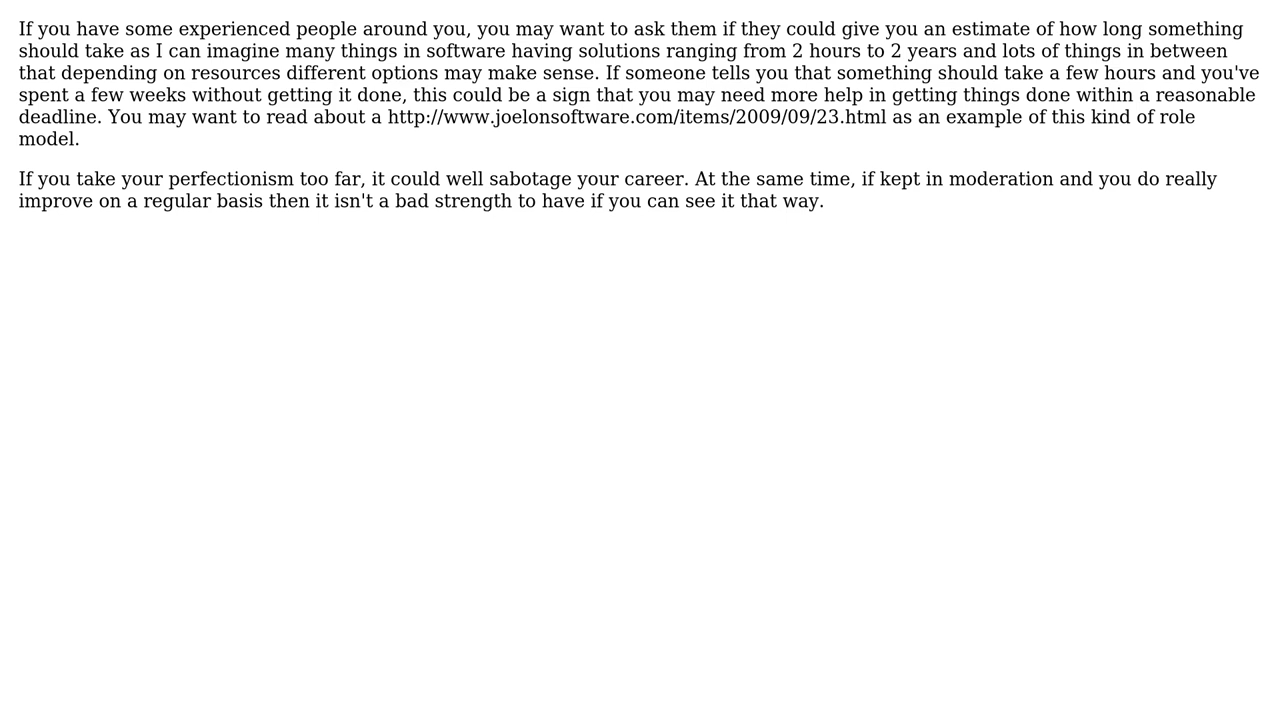 If you have some experienced people around you, you may want to ask them if they could give you an estimate of how long something
should take as I can imagine many things in software having solutions ranging from 2 hours to 2 years and lots of things in between
that depending on resources different options may make sense. If someone tells you that something should take a few hours and you've
spent a few weeks without getting it done, this could be a sign that you may need more help in getting things done within a reasonable
deadline. You may want to read about a http://www.joelonsoftware.com/items/2009/09/23.html as an example of this kind of role
model.
If you take your perfectionism too far, it could well sabotage your career. At the same time, if kept in moderation and you do really
improve on a regular basis then it isn't a bad strength to have if you can see it that way.